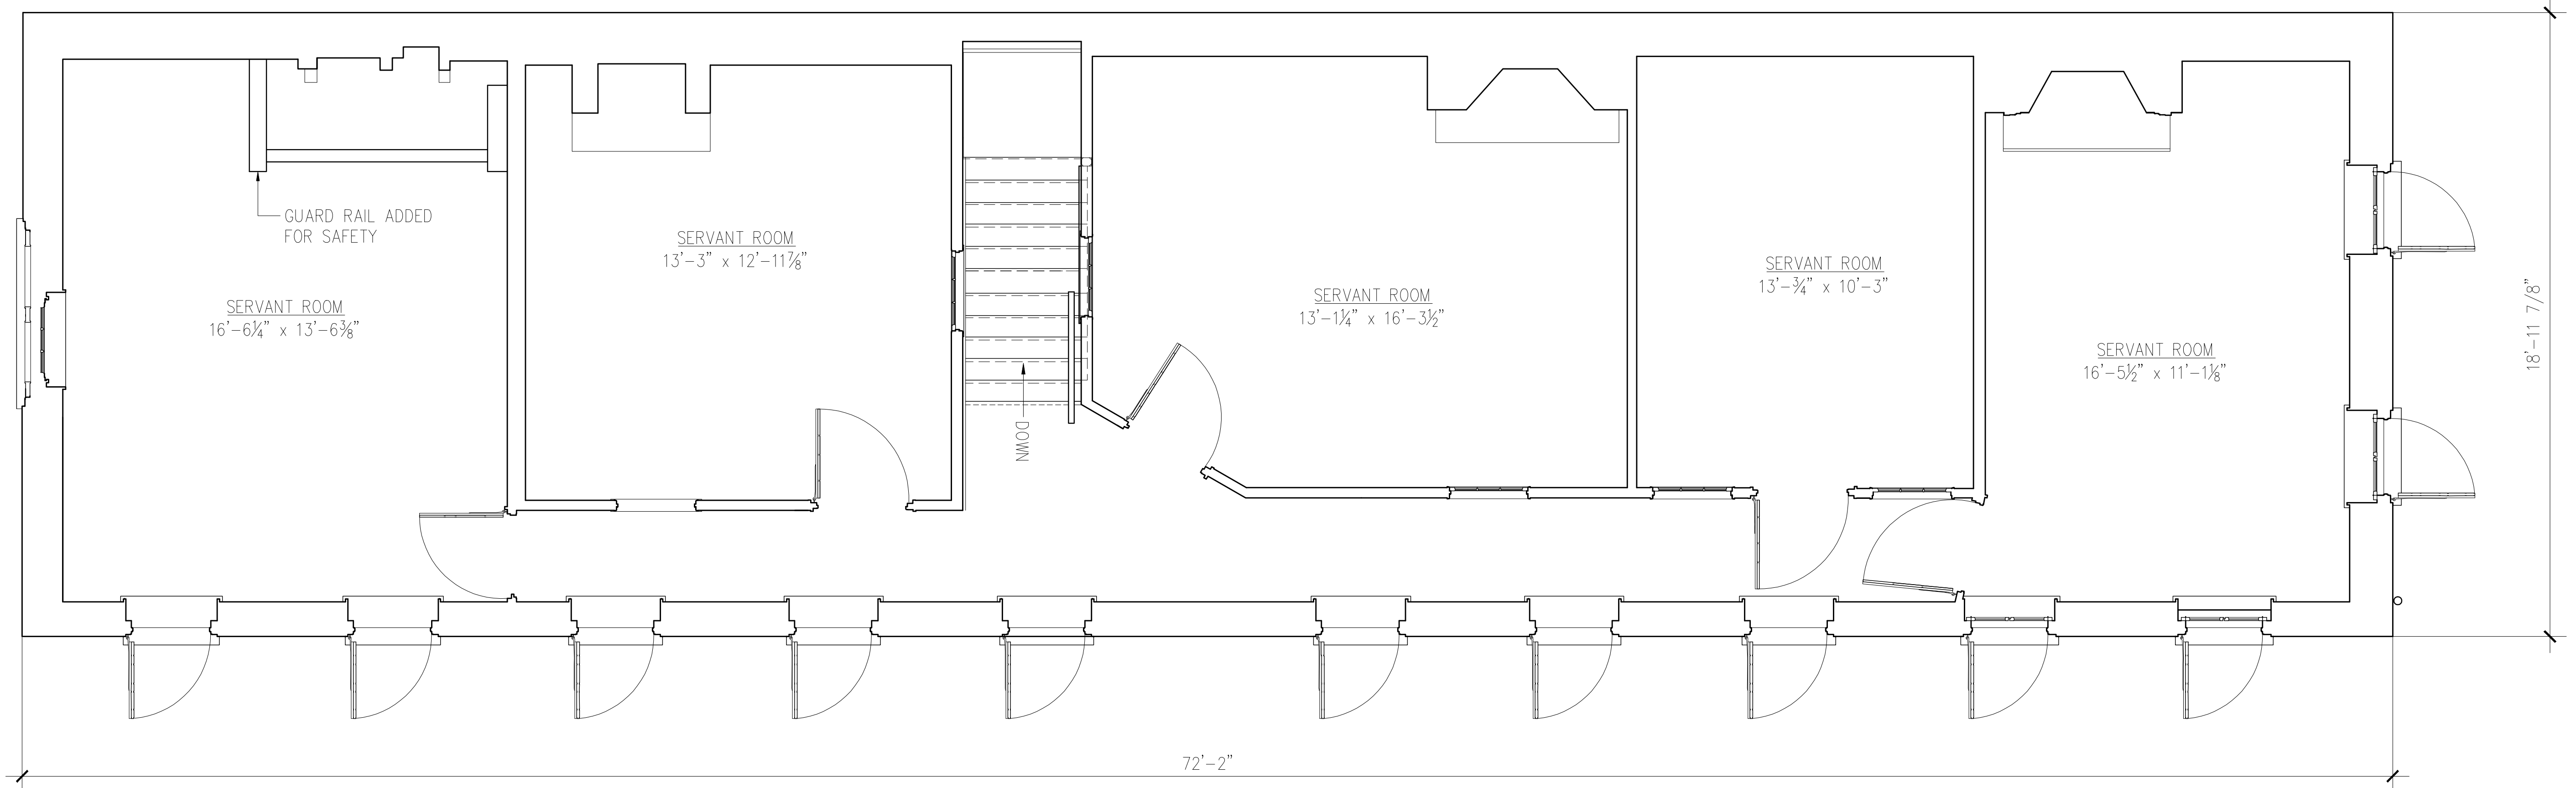 GUARD RAIL ADDED
FOR SAFETY
SERVANT ROOM
16'-6¼" x 13'-6⅜"
SERVANT ROOM
13'-3" x 12'-11⅞"
DOWN
SERVANT ROOM
13'-1¼" x 16'-3½"
SERVANT ROOM
13'-¾" x 10'-3"
SERVANT ROOM
16'-5½" x 11'-1⅛"
18'-11 7/8"
72'-2"